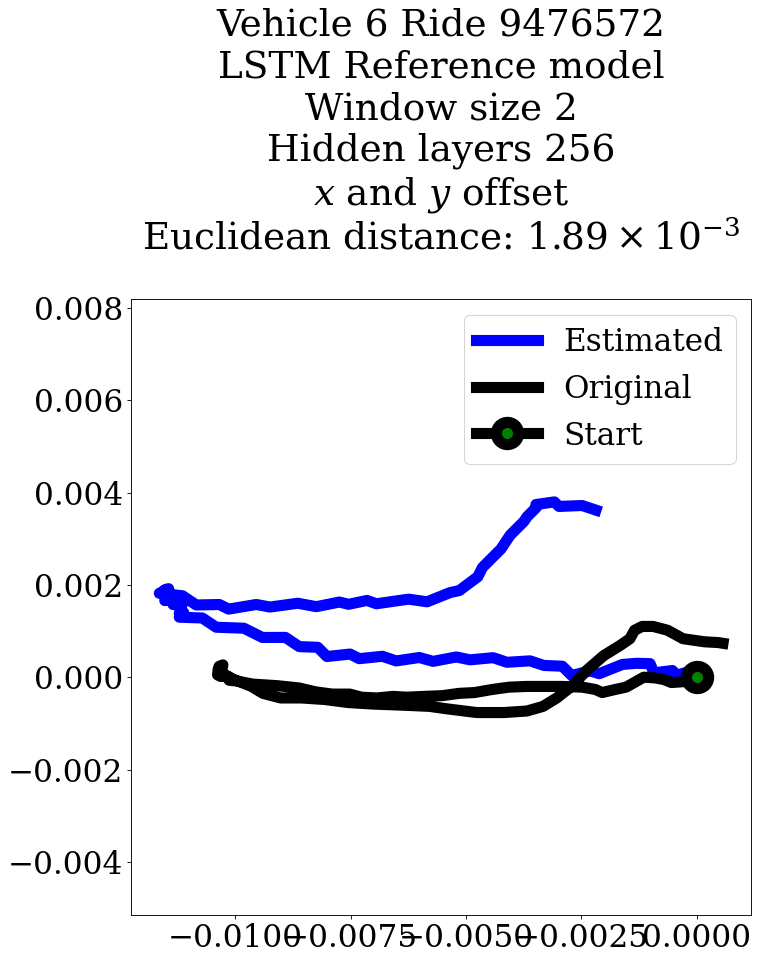 Vehicle 6 Ride 9476572
LSTM Reference model
Window size 2
Hidden layers 256
x and y offset
Euclidean distance: 1.89 × 10⁻³
Estimated
Original
Start
0.008
0.006
0.004
0.002
0.000
−0.002
−0.004
−0.0100 −0.0075 −0.0050 −0.0025 0.0000